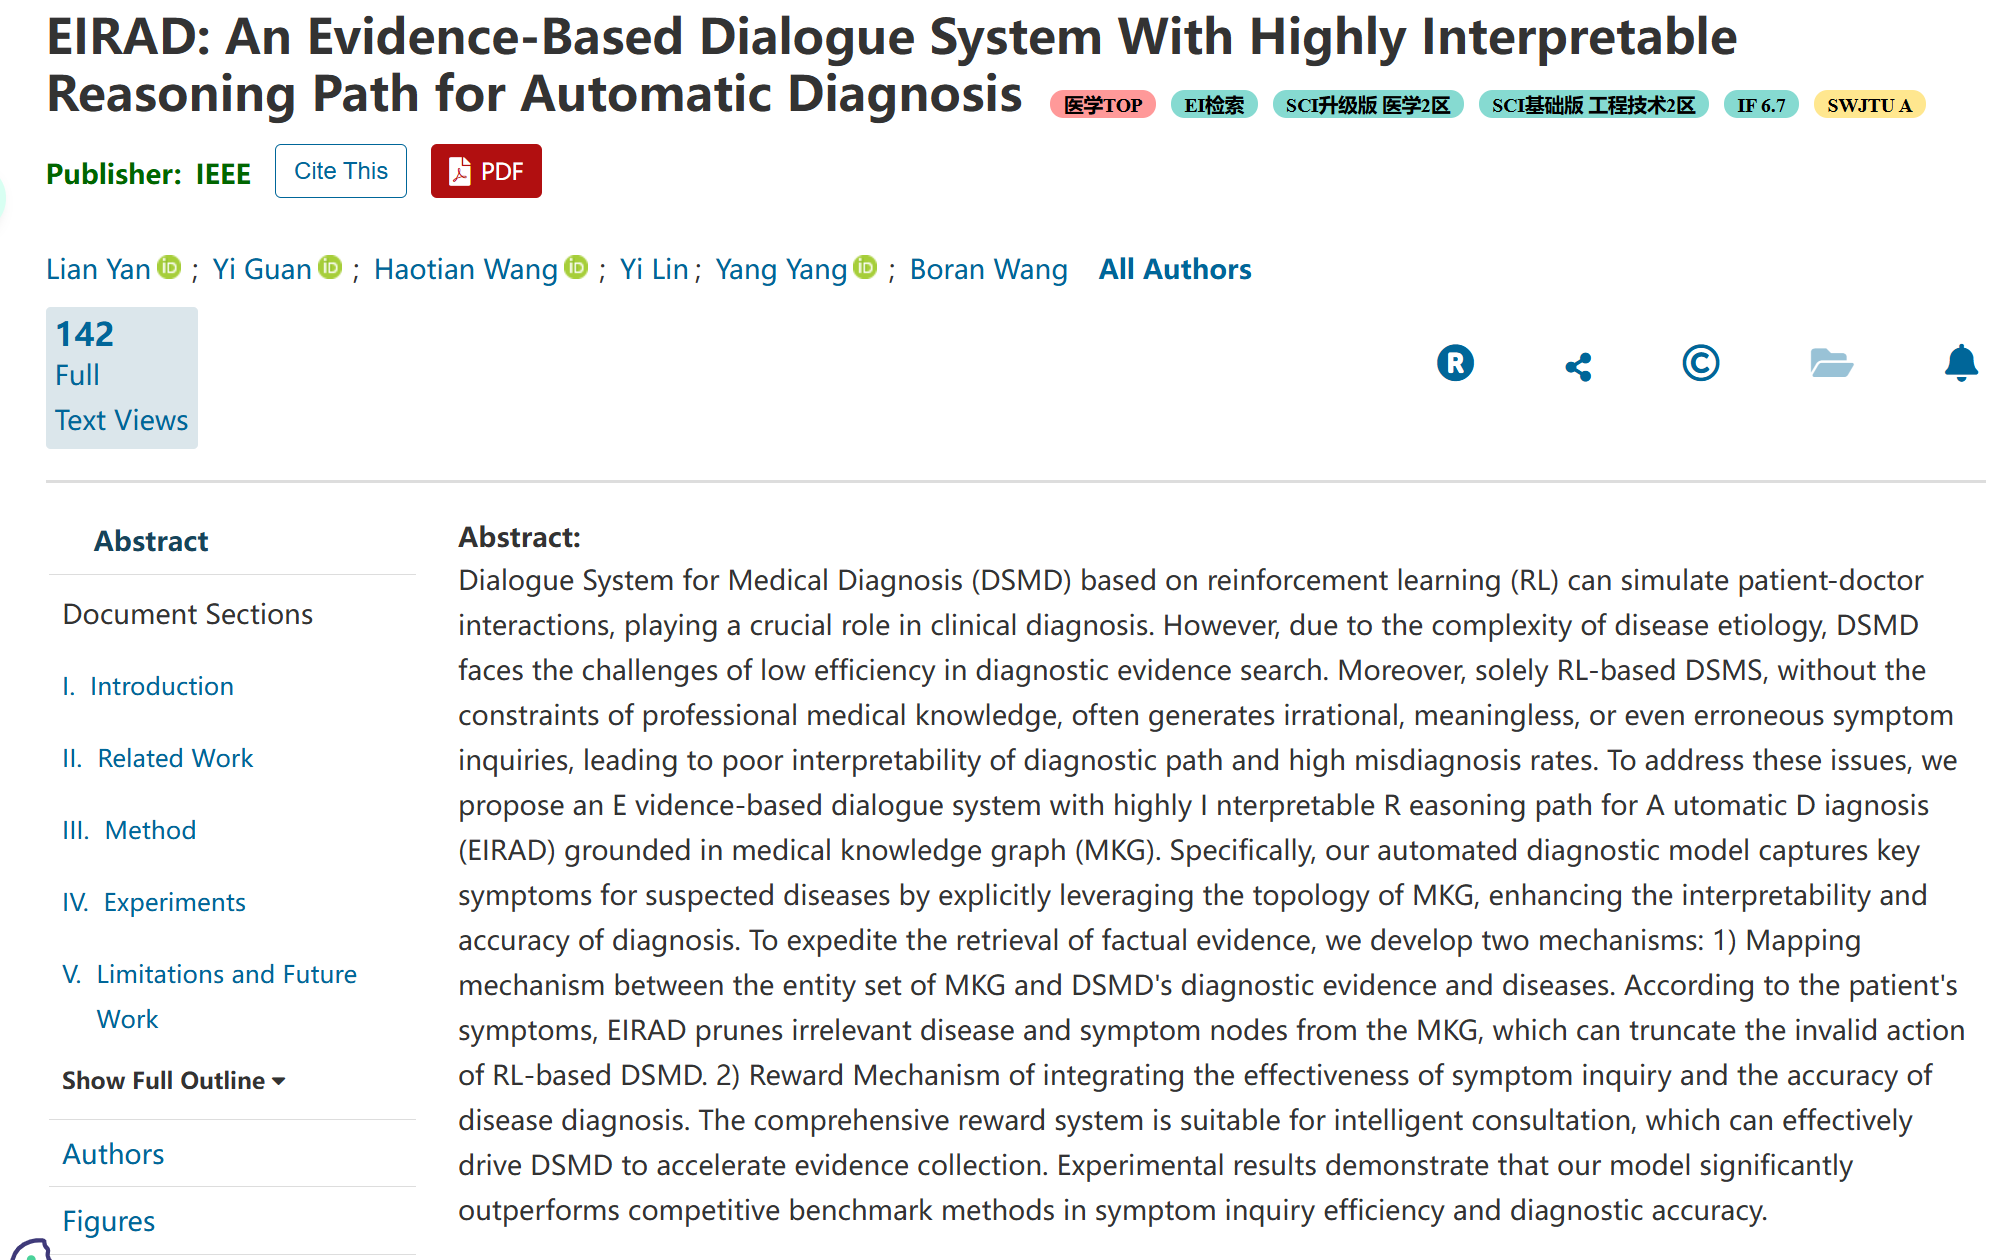 EIRAD: An Evidence-Based Dialogue System With Highly Interpretable
Reasoning Path for Automatic Diagnosis 医学TOP EI检索 SCI升级版 医学2区 SCI基础版 工程技术2区 IF 6.7 SWJTU A
Publisher: IEEE Cite This PDF
Lian Yan iD ; Yi Guan iD ; Haotian Wang iD ; Yi Lin ; Yang Yang iD ; Boran Wang All Authors
142
Full
Text Views
R
©
Abstract
Document Sections
I. Introduction
II. Related Work
III. Method
IV. Experiments
V. Limitations and Future
Work
Show Full Outline
Authors
Figures
Abstract:
Dialogue System for Medical Diagnosis (DSMD) based on reinforcement learning (RL) can simulate patient-doctor
interactions, playing a crucial role in clinical diagnosis. However, due to the complexity of disease etiology, DSMD
faces the challenges of low efficiency in diagnostic evidence search. Moreover, solely RL-based DSMS, without the
constraints of professional medical knowledge, often generates irrational, meaningless, or even erroneous symptom
inquiries, leading to poor interpretability of diagnostic path and high misdiagnosis rates. To address these issues, we
propose an E vidence-based dialogue system with highly I nterpretable R easoning path for A utomatic D iagnosis
(EIRAD) grounded in medical knowledge graph (MKG). Specifically, our automated diagnostic model captures key
symptoms for suspected diseases by explicitly leveraging the topology of MKG, enhancing the interpretability and
accuracy of diagnosis. To expedite the retrieval of factual evidence, we develop two mechanisms: 1) Mapping
mechanism between the entity set of MKG and DSMD's diagnostic evidence and diseases. According to the patient's
symptoms, EIRAD prunes irrelevant disease and symptom nodes from the MKG, which can truncate the invalid action
of RL-based DSMD. 2) Reward Mechanism of integrating the effectiveness of symptom inquiry and the accuracy of
disease diagnosis. The comprehensive reward system is suitable for intelligent consultation, which can effectively
drive DSMD to accelerate evidence collection. Experimental results demonstrate that our model significantly
outperforms competitive benchmark methods in symptom inquiry efficiency and diagnostic accuracy.